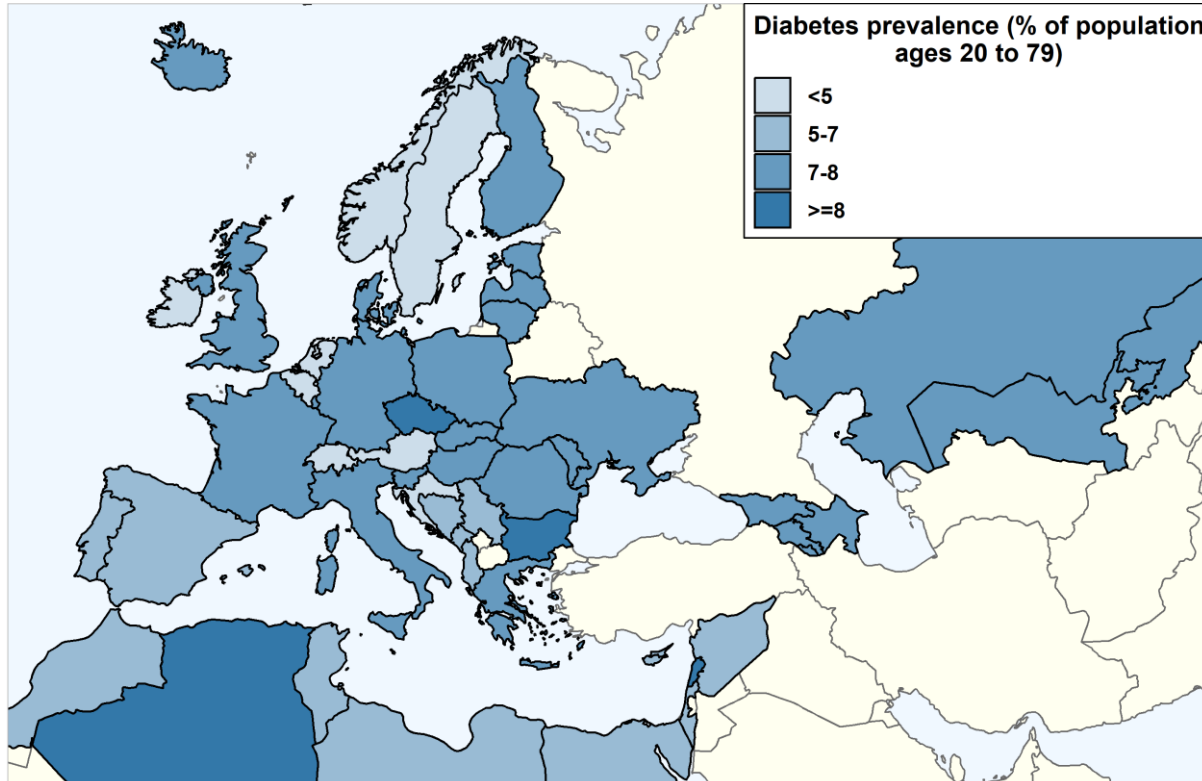 Diabetes prevalence (% of population
ages 20 to 79)
<5
5-7
7-8
>=8